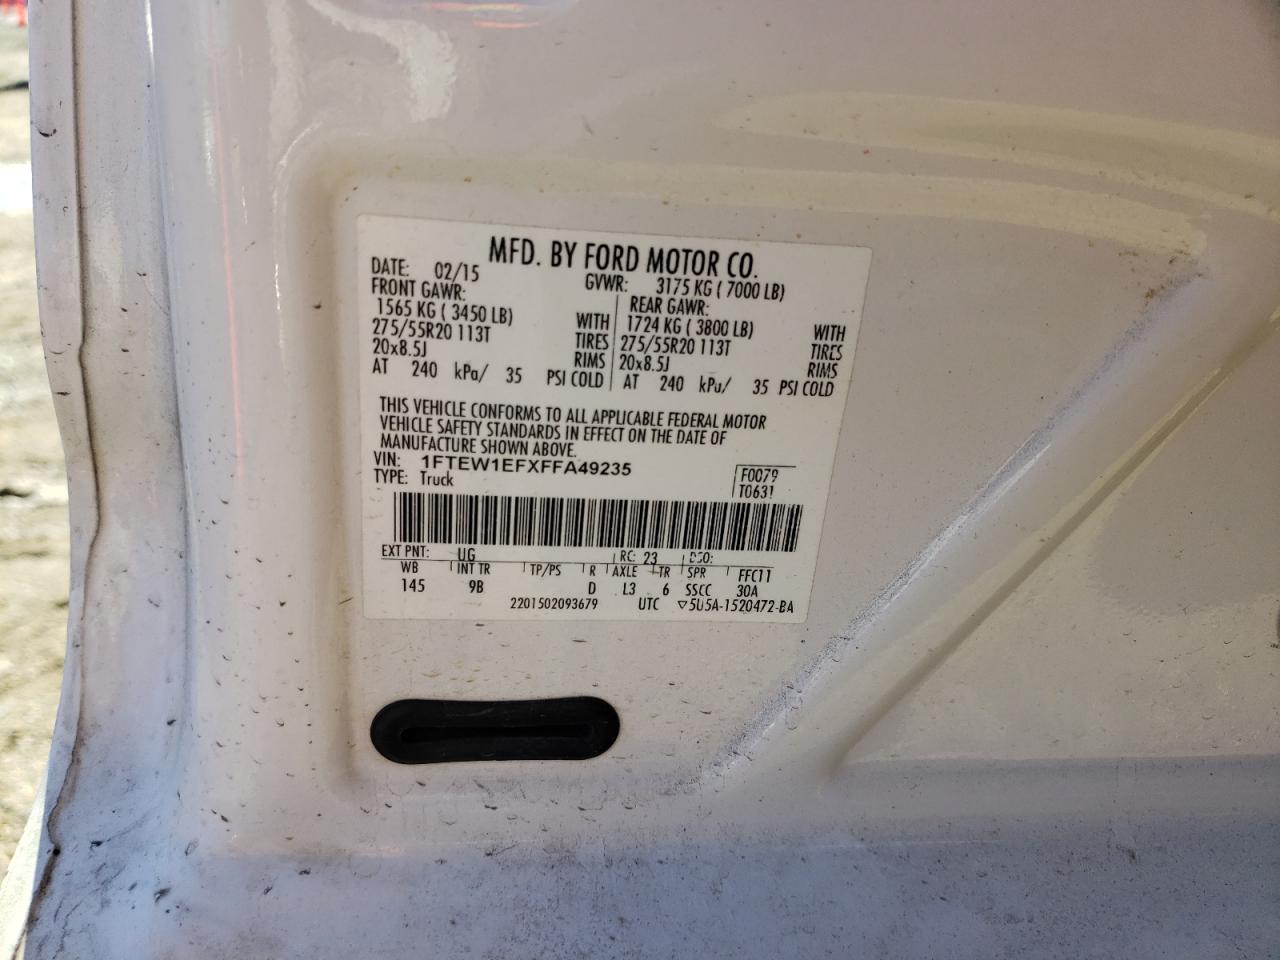 MFD. BY FORD MOTOR CO.
DATE: 02/15 GVWR: 3175 KG ( 7000 LB)
FRONT GAWR: REAR GAWR:
1565 KG ( 3450 LB) WITH 1724 KG ( 3800 LB) WITH
275/55R20 113T TIRES 275/55R20 113T TIRES
20x8.5J RIMS 20x8.5J RIMS
AT 240 kPa/ 35 PSI COLD AT 240 kPa/ 35 PSI COLD
THIS VEHICLE CONFORMS TO ALL APPLICABLE FEDERAL MOTOR
VEHICLE SAFETY STANDARDS IN EFFECT ON THE DATE OF
MANUFACTURE SHOWN ABOVE.
VIN: 1FTEW1EFXFFA49235 F0079
TYPE: Truck T0631
EXT PNT: UG RC: 23 DSO:
WB INT TR TP/PS R AXLE TR SPR FFC11
145 9B D L3 6 SSCC 30A
2201502093679 UTC ▽5U5A-1520472-BA